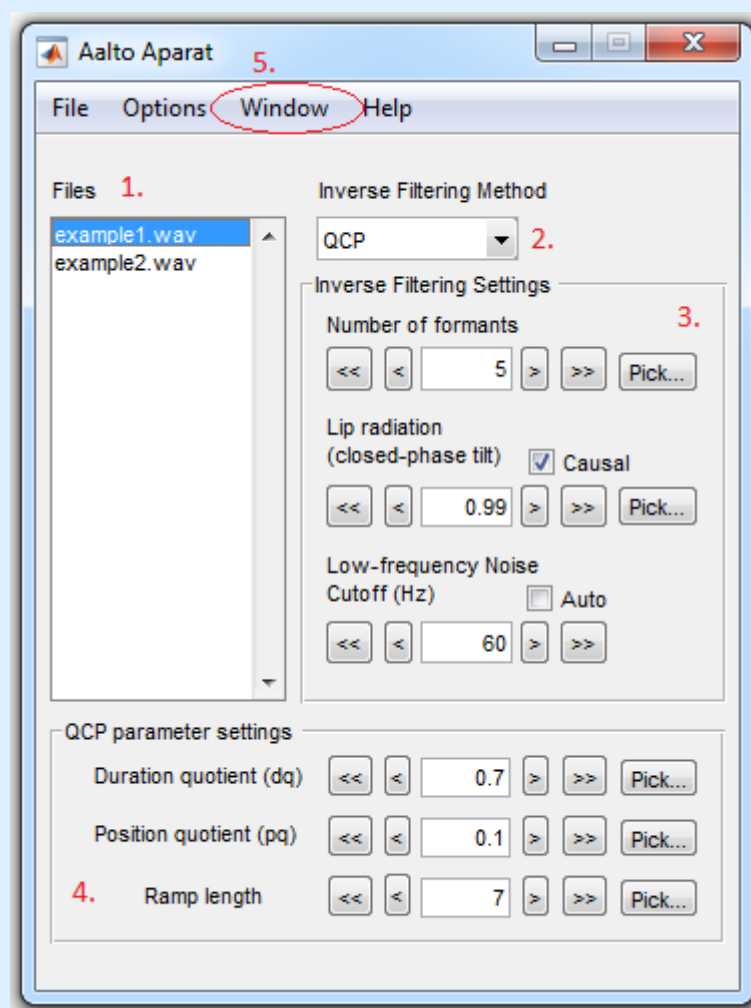 Aalto Aparat
5.
File Options Window Help
Files 1.
Inverse Filtering Method
example1.wav
example2.wav
QCP 2.
Inverse Filtering Settings
3.
Number of formants
<< < 5 > >> Pick...
Lip radiation
(closed-phase tilt) Causal
<< < 0.99 > >> Pick...
Low-frequency Noise
Cutoff (Hz) Auto
<< < 60 > >>
QCP parameter settings
Duration quotient (dq) << < 0.7 > >> Pick...
Position quotient (pq) << < 0.1 > >> Pick...
4. Ramp length << < 7 > >> Pick...